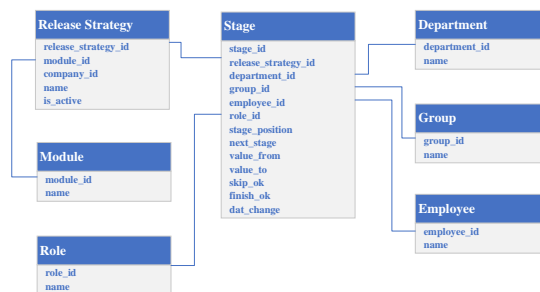 Release Strategy
release_strategy_id
module_id
company_id
name
is_active
Module
module_id
name
Role
role_id
name
Stage
stage_id
release_strategy_id
department_id
group_id
employee_id
role_id
stage_position
next_stage
value_from
value_to
skip_ok
finish_ok
dat_change
Department
department_id
name
Group
group_id
name
Employee
employee_id
name